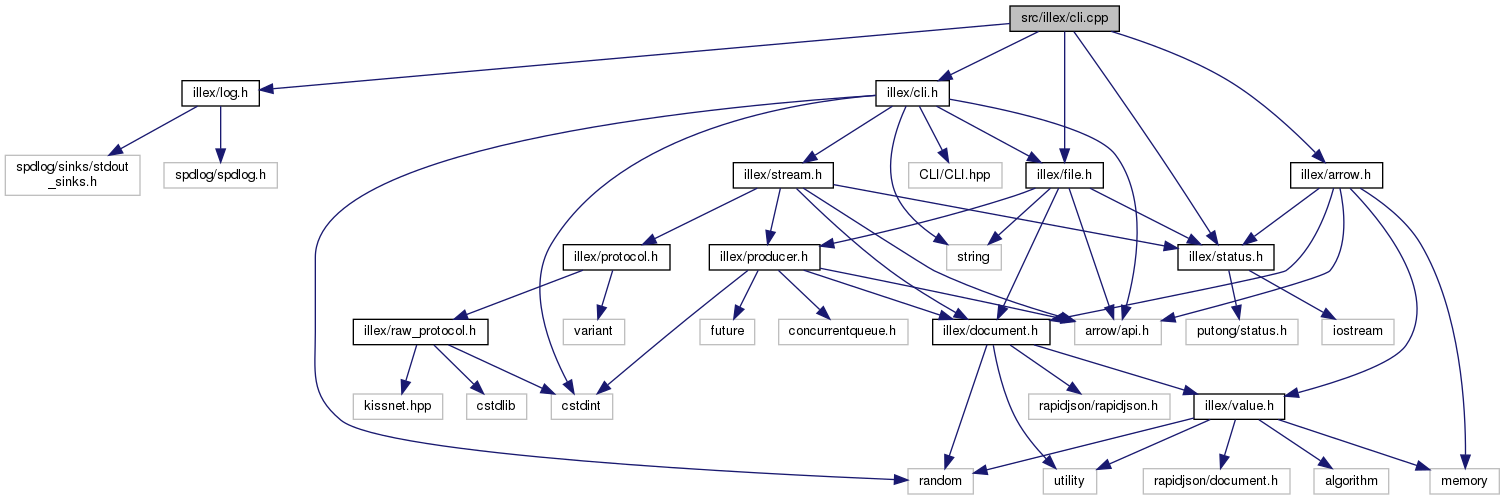 src/illex/cli.cpp
illex/log.h
illex/cli.h
spdlog/sinks/stdout
_sinks.h
spdlog/spdlog.h
illex/stream.h
CLI/CLI.hpp
illex/file.h
illex/arrow.h
illex/protocol.h
illex/producer.h
string
illex/status.h
illex/raw_protocol.h
variant
future
concurrentqueue.h
illex/document.h
arrow/api.h
putong/status.h
iostream
kissnet.hpp
cstdlib
cstdint
rapidjson/rapidjson.h
illex/value.h
random
utility
rapidjson/document.h
algorithm
memory